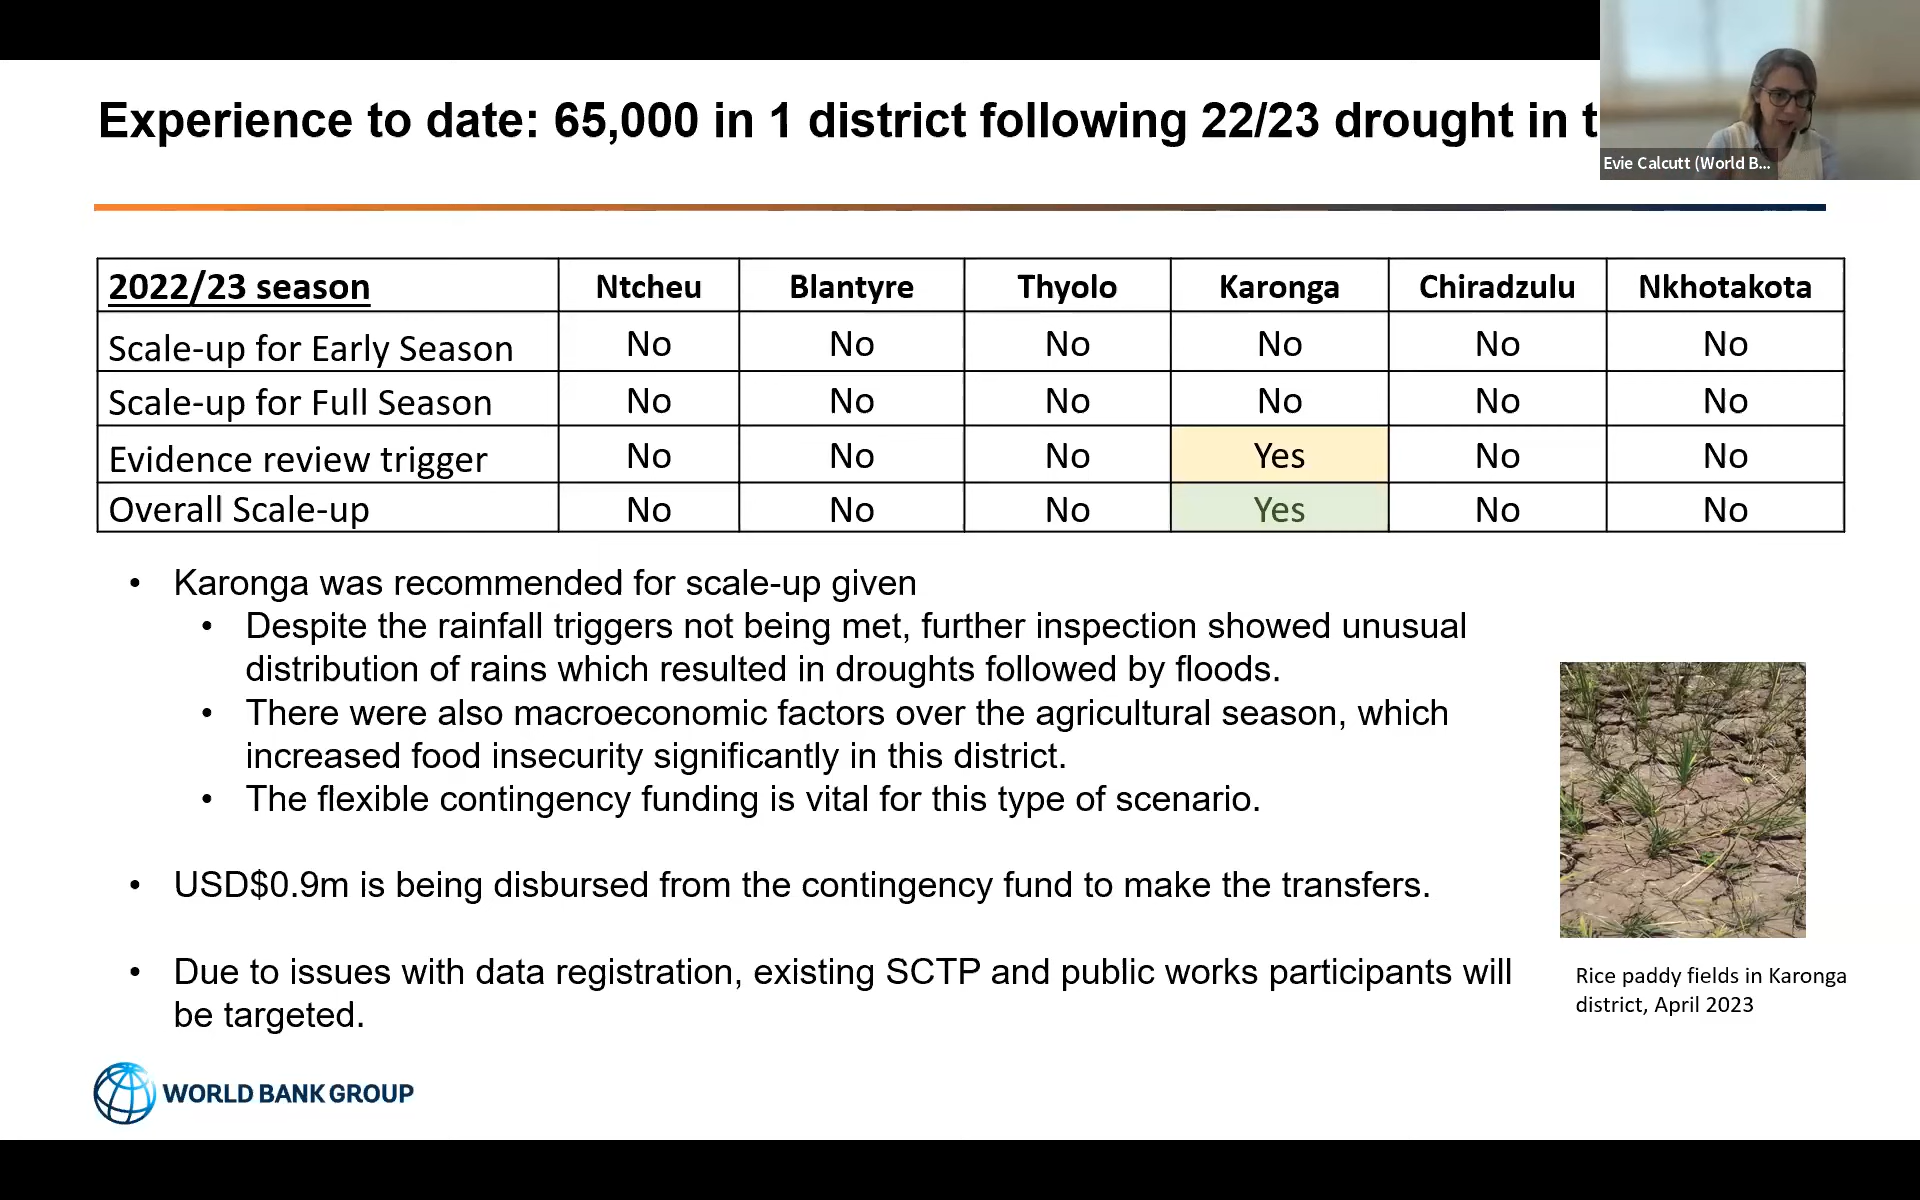 Experience to date: 65,000 in 1 district following 22/23 drought in t
Evie Calcutt (World B...
2022/23 season Ntcheu Blantyre Thyolo Karonga Chiradzulu Nkhotakota
Scale-up for Early Season No No No No No No
Scale-up for Full Season No No No No No No
Evidence review trigger No No No Yes No No
Overall Scale-up No No No Yes No No
• Karonga was recommended for scale-up given
• Despite the rainfall triggers not being met, further inspection showed unusual
distribution of rains which resulted in droughts followed by floods.
• There were also macroeconomic factors over the agricultural season, which
increased food insecurity significantly in this district.
• The flexible contingency funding is vital for this type of scenario.
• USD$0.9m is being disbursed from the contingency fund to make the transfers.
• Due to issues with data registration, existing SCTP and public works participants will
be targeted.
Rice paddy fields in Karonga
district, April 2023
WORLD BANK GROUP